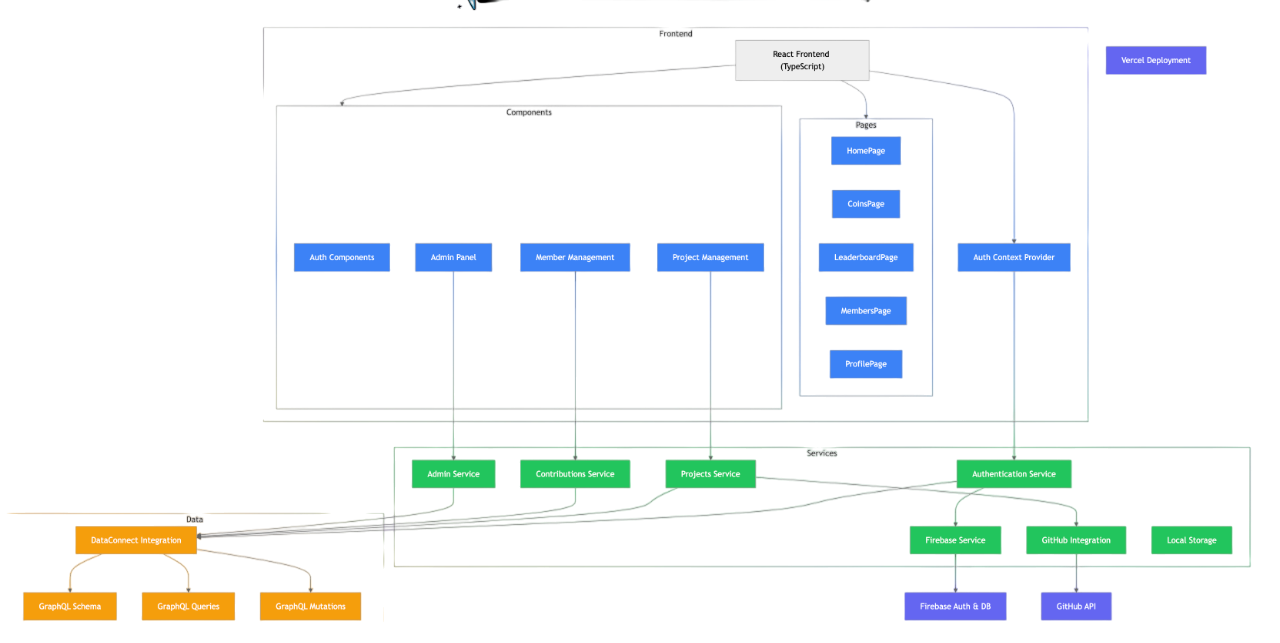 Frontend
React Frontend
(TypeScript)
Vercel Deployment
Components
Pages
HomePage
CoinsPage
Auth Components
Admin Panel
Member Management
Project Management
LeaderboardPage
Auth Context Provider
MembersPage
ProfilePage
Services
Admin Service
Contributions Service
Projects Service
Authentication Service
Data
DataConnect Integration
Firebase Service
GitHub Integration
Local Storage
GraphQL Schema
GraphQL Queries
GraphQL Mutations
Firebase Auth & DB
GitHub API